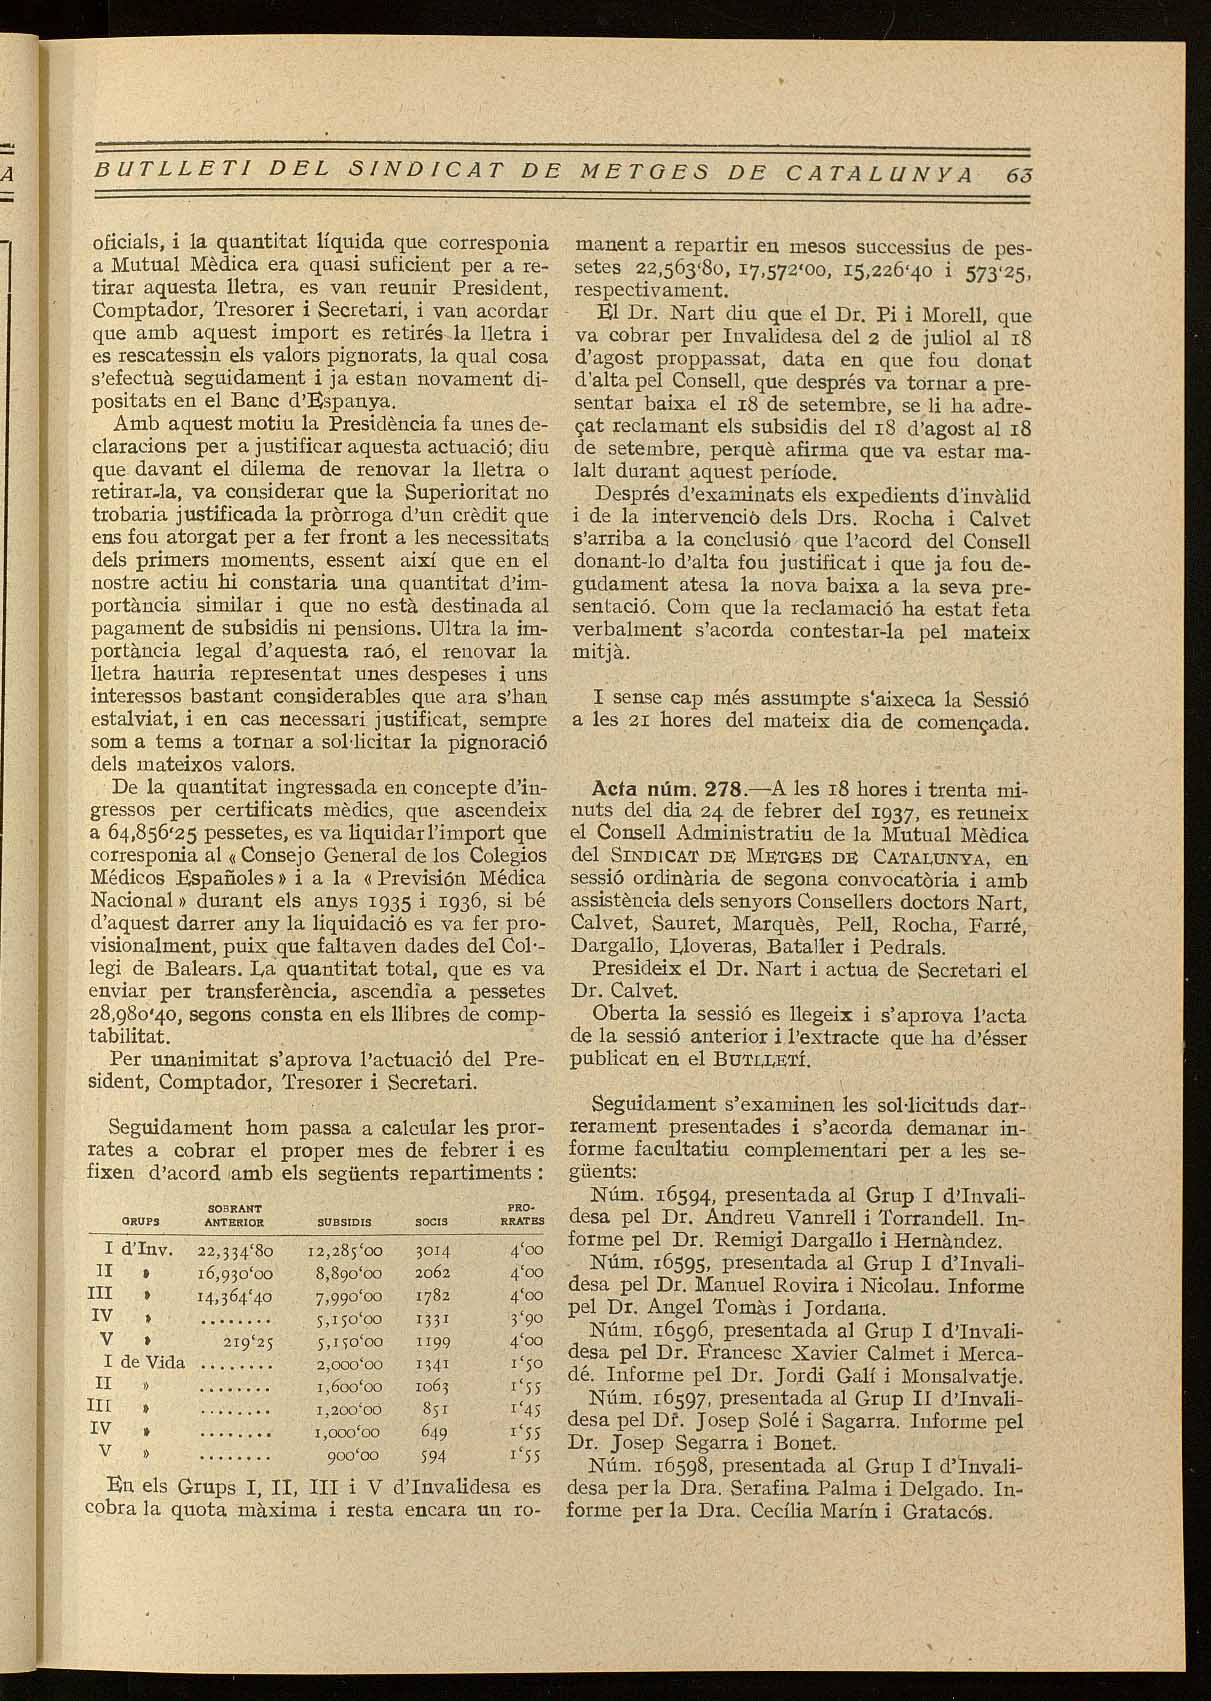 A
BUTLLETI DEL SINDICAT DE METGES DE CATALUNYA 63
oficials, i la quantitat líquida que corresponia
a Mutual Mèdica era quasi suficient per a re-
tirar aquesta lletra, es van reunir President,
Comptador, Tresorer i Secretari, i van acordar
que amb aquest import es retirés la lletra i
es rescatessin els valors pignorats, la qual cosa
s'efectuà seguidament i ja estan novament di-
positats en el Banc d'Espanya.
Amb aquest motiu la Presidència fa unes de-
claracions per a justificar aquesta actuació; diu
que davant el dilema de renovar la lletra o
retirar-la, va considerar que la Superioritat no
trobaria justificada la pròrroga d'un crèdit que
ens fou atorgat per a fer front a les necessitats
dels primers moments, essent així que en el
nostre actiu hi constaria una quantitat d'im-
portància similar i que no està destinada al
pagament de subsidis ni pensions. Ultra la im-
portància legal d'aquesta raó, el renovar la
lletra hauria representat unes despeses i uns
interessos bastant considerables que ara s'han
estalviat, i en cas necessari justificat, sempre
som a tems a tornar a sol·licitar la pignoració
dels mateixos valors.
De la quantitat ingressada en concepte d'in-
gressos per certificats mèdics, que ascendeix
a 64,856'25 pessetes, es va liquidar l'import que
corresponia al «Consejo General de los Colegios
Médicos Españoles» i a la «Previsión Médica
Nacional» durant els anys 1935 i 1936, si bé
d'aquest darrer any la liquidació es va fer pro-
visionalment, puix que faltaven dades del Col·-
legi de Balears. La quantitat total, que es va
enviar per transferència, ascendia a pessetes
28,980'40, segons consta en els llibres de comp-
tabilitat.
Per unanimitat s'aprova l'actuació del Pre-
sident, Comptador, Tresorer i Secretari.
Seguidament hom passa a calcular les pror-
rates a cobrar el proper mes de febrer i es
fixen d'acord amb els següents repartiments :
GRUPS SOBRANT ANTERIOR SUBSIDIS SOCIS PRO-RRATES
I d'Inv. 22,334'80 12,285'00 3014 4'00
II » 16,930'00 8,890'00 2062 4'00
III » 14,364'40 7,990'00 1782 4'00
IV » ........ 5,150'00 1331 3'90
V » 219'25 5,150'00 1199 4'00
I de Vida ........ 2,000'00 1341 1'50
II » ........ 1,600'00 1063 1'55
III » ........ 1,200'00 851 1'45
IV » ........ 1,000'00 649 1'55
V » ........ 900'00 594 1'55
En els Grups I, II, III i V d'Invalidesa es
cobra la quota màxima i resta encara un ro-
manent a repartir en mesos successius de pes-
setes 22,563'80, 17,572'00, 15,226'40 i 573'25,
respectivament.
El Dr. Nart diu que el Dr. Pi i Morell, que
va cobrar per Invalidesa del 2 de juliol al 18
d'agost proppassat, data en que fou donat
d'alta pel Consell, que després va tornar a pre-
sentar baixa el 18 de setembre, se li ha adre-
çat reclamant els subsidis del 18 d'agost al 18
de setembre, perquè afirma que va estar ma-
lalt durant aquest període.
Després d'examinats els expedients d'invàlid
i de la intervenció dels Drs. Rocha i Calvet
s'arriba a la conclusió que l'acord del Consell
donant-lo d'alta fou justificat i que ja fou de-
gudament atesa la nova baixa a la seva pre-
sentació. Com que la reclamació ha estat feta
verbalment s'acorda contestar-la pel mateix
mitjà.
I sense cap més assumpte s'aixeca la Sessió
a les 21 hores del mateix dia de començada.
Acta núm. 278.—A les 18 hores i trenta mi-
nuts del dia 24 de febrer del 1937, es reuneix
el Consell Administratiu de la Mutual Mèdica
del SINDICAT DE METGES DE CATALUNYA, en
sessió ordinària de segona convocatòria i amb
assistència dels senyors Consellers doctors Nart,
Calvet, Sauret, Marquès, Pell, Rocha, Farré,
Dargallo, Lloveras, Bataller i Pedrals.
Presideix el Dr. Nart i actua de Secretari el
Dr. Calvet.
Oberta la sessió es llegeix i s'aprova l'acta
de la sessió anterior i l'extracte que ha d'ésser
publicat en el BUTLLETÍ.
Seguidament s'examinen les sol·licituds dar-
rerament presentades i s'acorda demanar in-
forme facultatiu complementari per a les se-
güents:
Núm. 16594, presentada al Grup I d'Invali-
desa pel Dr. Andreu Vanrell i Torrandell. In-
forme pel Dr. Remigi Dargallo i Hernàndez.
Núm. 16595, presentada al Grup I d'Invali-
desa pel Dr. Manuel Rovira i Nicolau. Informe
pel Dr. Angel Tomàs i Jordana.
Núm. 16596, presentada al Grup I d'Invali-
desa pel Dr. Francesc Xavier Calmet i Merca-
dé. Informe pel Dr. Jordi Galí i Monsalvatje.
Núm. 16597, presentada al Grup II d'Invali-
desa pel Dr. Josep Solé i Sagarra. Informe pel
Dr. Josep Segarra i Bonet.
Núm. 16598, presentada al Grup I d'Invali-
desa per la Dra. Serafina Palma i Delgado. In-
forme per la Dra. Cecília Marín i Gratacós.